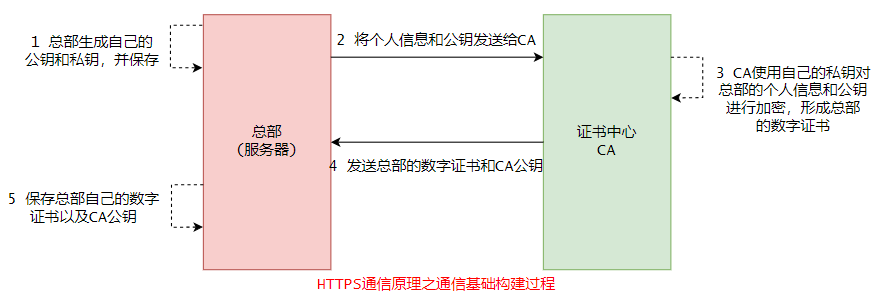 1 总部生成自己的
公钥和私钥，并保存
2 将个人信息和公钥发送给CA
3 CA使用自己的私钥对
总部的个人信息和公钥
进行加密，形成总部
的数字证书
总部
（服务器）
证书中心
CA
4 发送总部的数字证书和CA公钥
5 保存总部自己的数字
证书以及CA公钥
HTTPS通信原理之通信基础构建过程